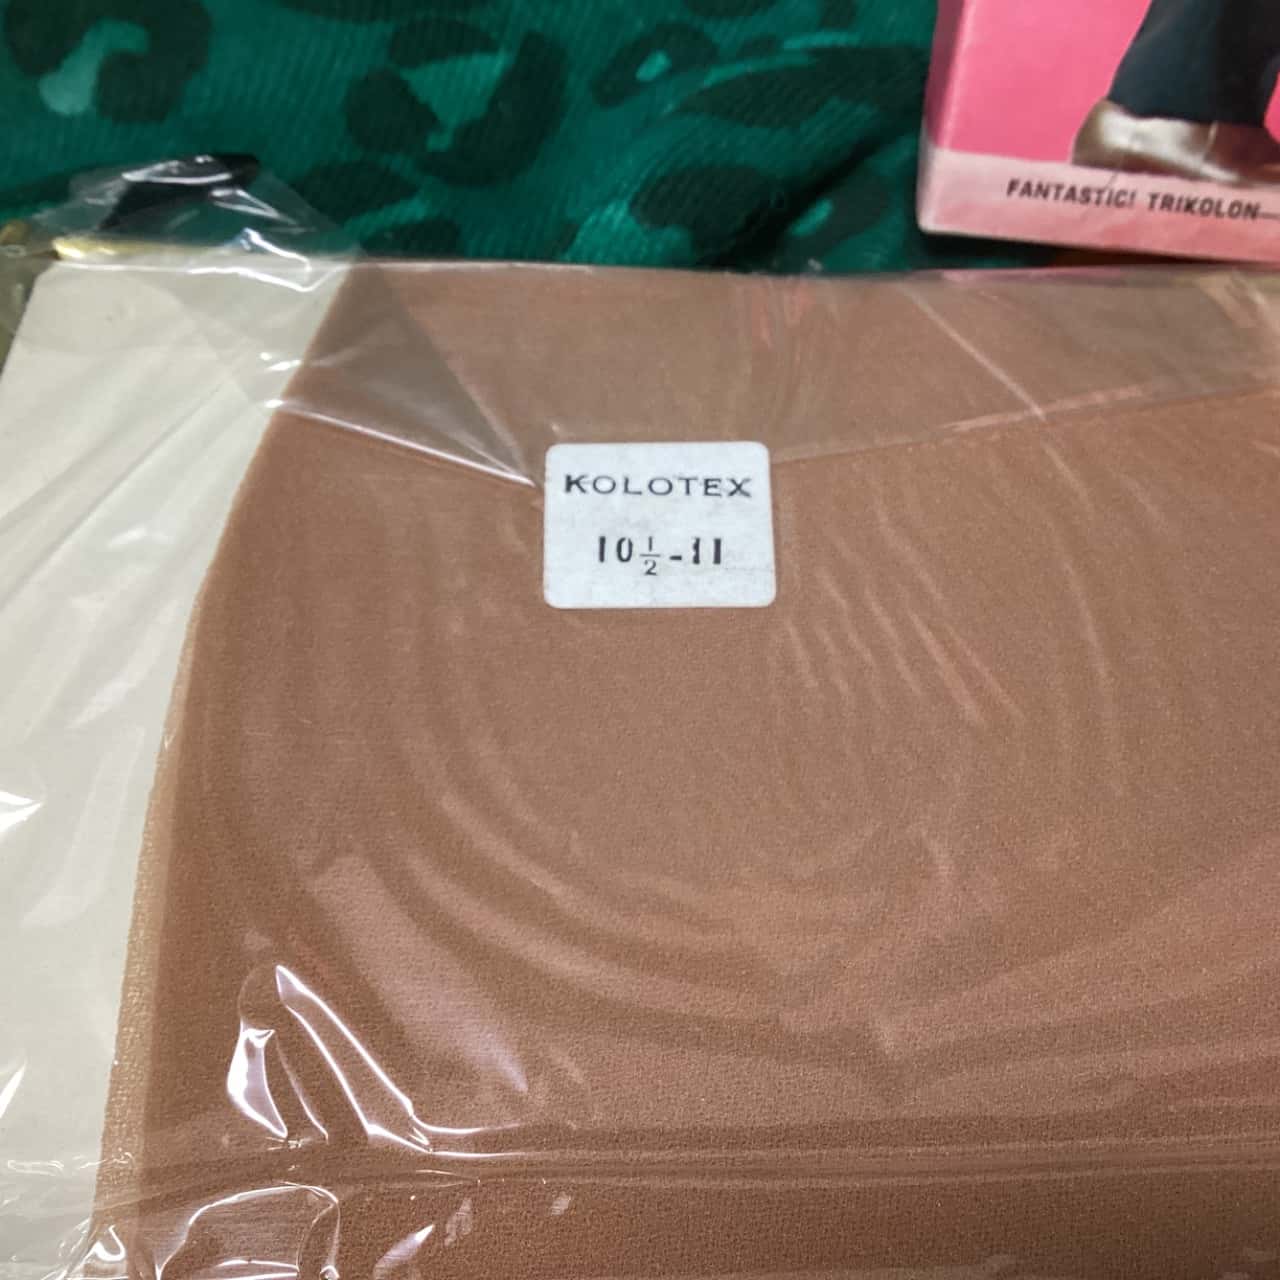 FANTASTIC! TRIKOLON—
KOLOTEX
10½-11